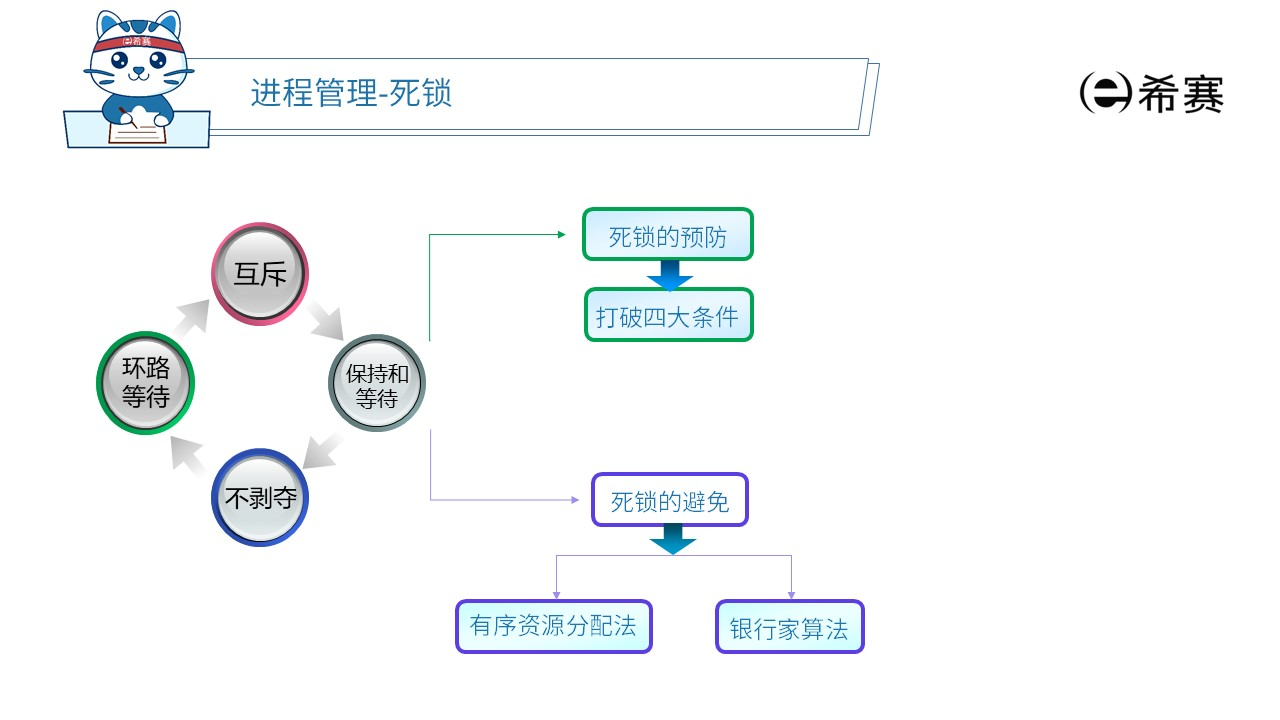 希赛
进程管理-死锁
希赛
互斥
环路
等待
保持和
等待
不剥夺
死锁的预防
打破四大条件
死锁的避免
有序资源分配法
银行家算法